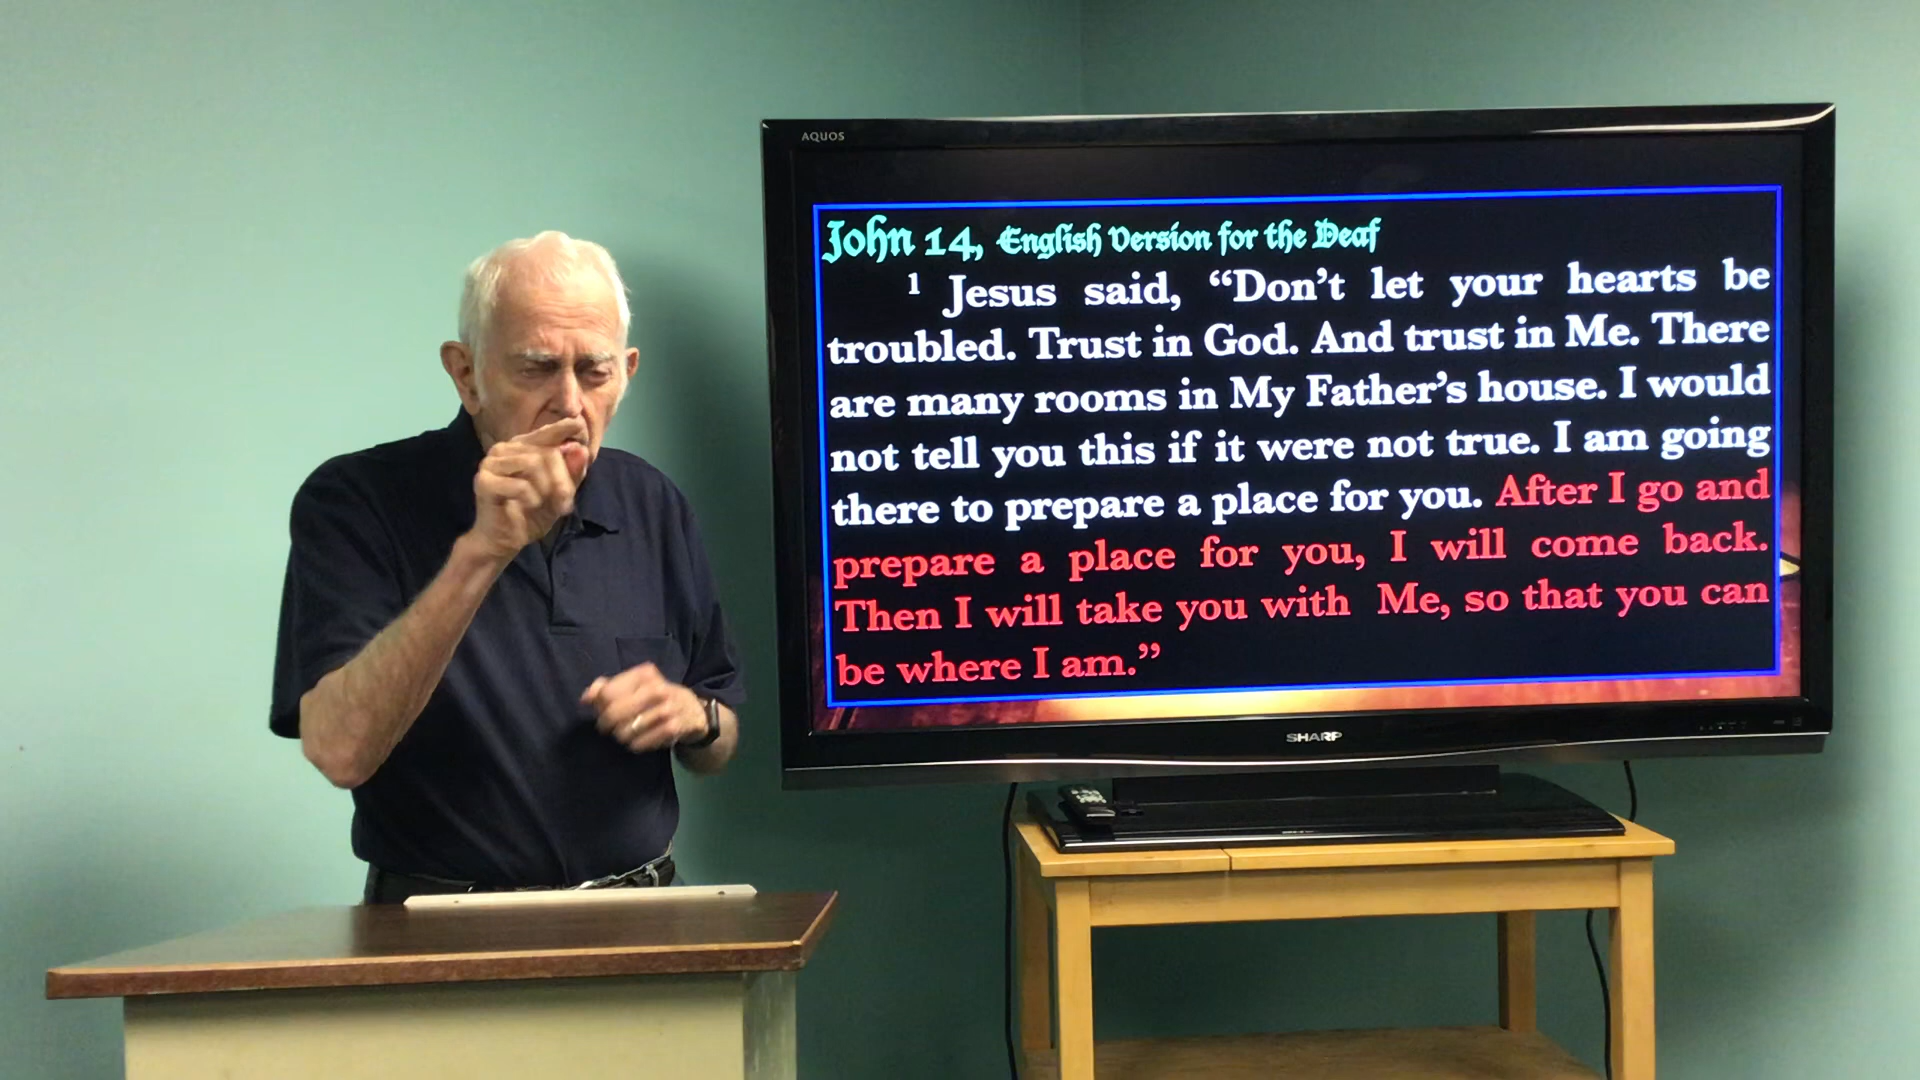 AQUOS
John 14, English Version for the Deaf
1 Jesus said, “Don’t let your hearts be
troubled. Trust in God. And trust in Me. There
are many rooms in My Father’s house. I would
not tell you this if it were not true. I am going
there to prepare a place for you. After I go and
prepare a place for you, I will come back.
Then I will take you with Me, so that you can
be where I am.”
SHARP